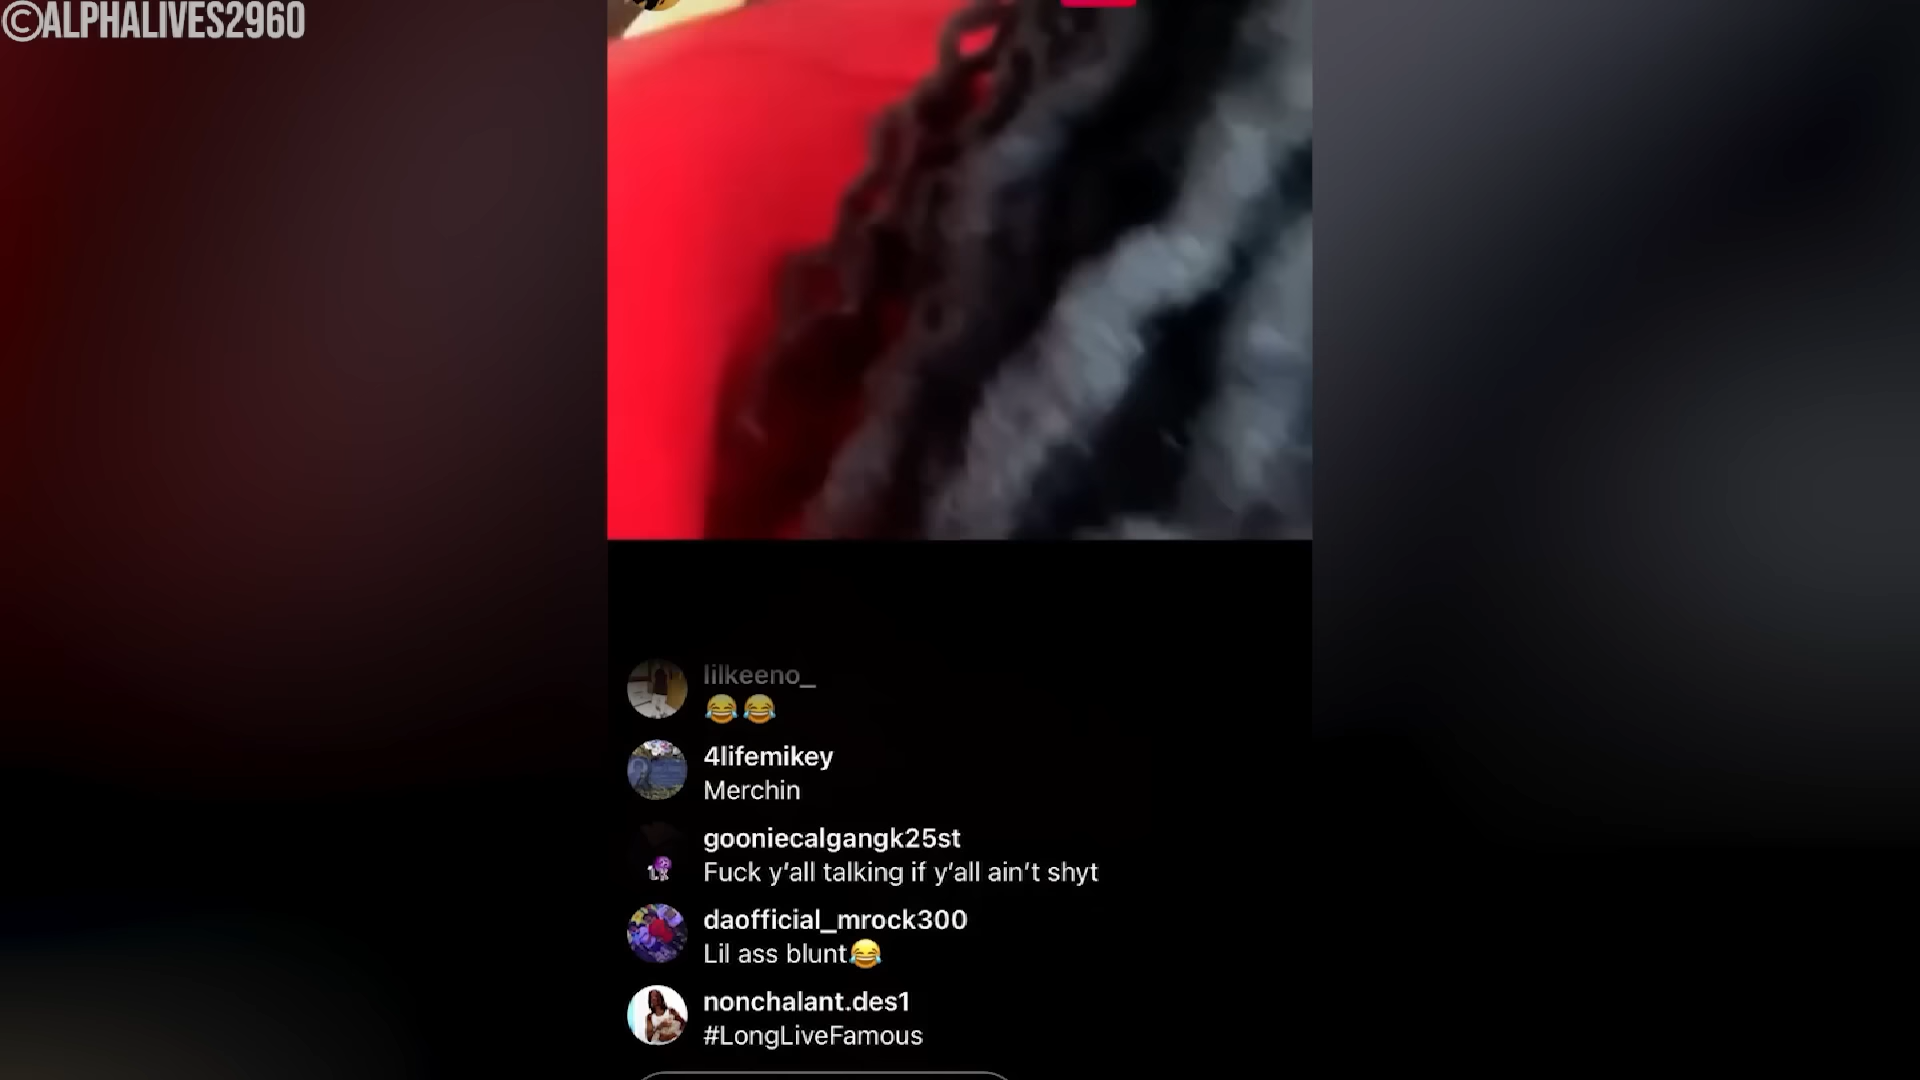 ©ALPHALIVES2960
lilkeeno_
😂😂
4lifemikey
Merchin
gooniecalgangk25st
Fuck y’all talking if y’all ain’t shyt
daofficial_mrock300
Lil ass blunt😂
nonchalant.des1
#LongLiveFamous